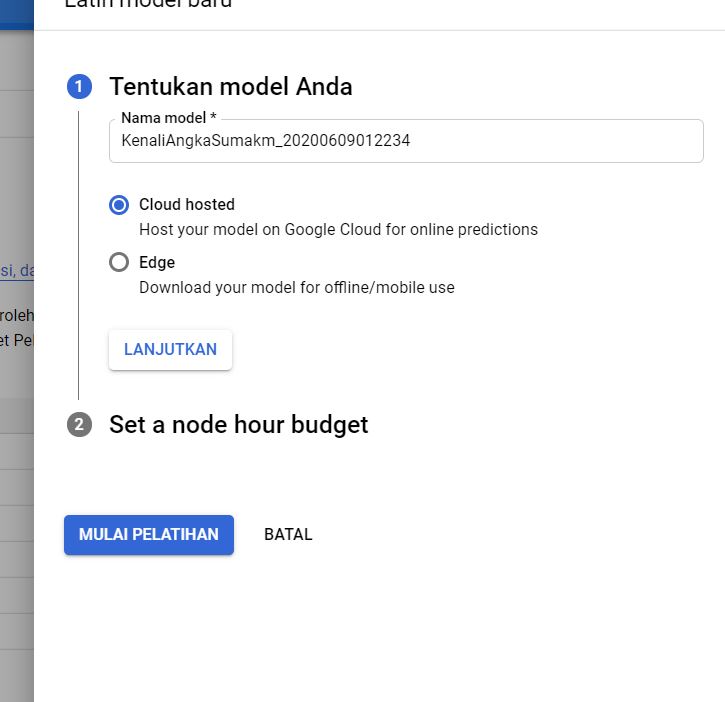 Latih model baru
1 Tentukan model Anda
Nama model *
KenaliAngkaSumakm_20200609012234
Cloud hosted
Host your model on Google Cloud for online predictions
Edge
si, da
Download your model for offline/mobile use
roleh
et Pel
LANJUTKAN
2 Set a node hour budget
MULAI PELATIHAN
BATAL